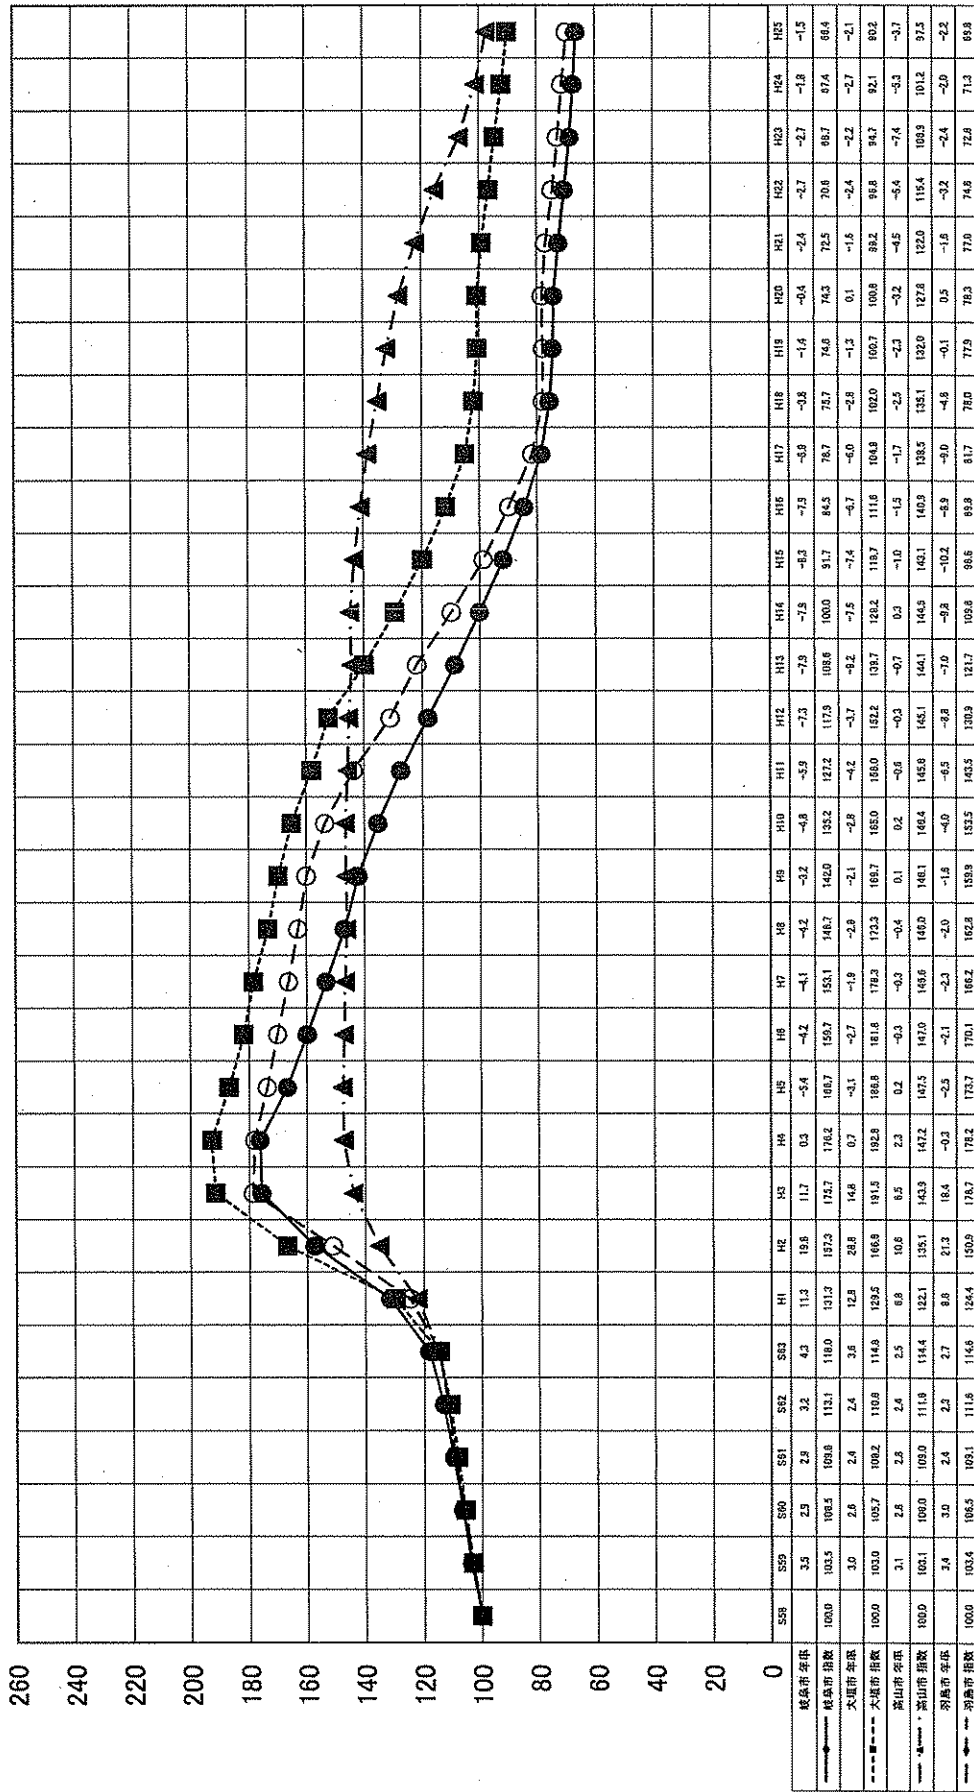 260
240
220
200
180
160
140
120
100
80
60
40
20
0
S58 S59 S60 S61 S62 S63 H1 H2 H3 H4 H5 H6 H7 H8 H9 H10 H11 H12 H13 H14 H15 H16 H17 H18 H19 H20 H21 H22 H23 H24 H25
岐阜市 年率 3.5 2.9 2.9 3.2 4.3 11.3 19.8 11.7 0.3 -5.4 -4.2 -4.1 -4.2 -3.2 -4.8 -5.9 -7.3 -7.9 -7.9 -8.3 -7.9 -6.9 -3.8 -1.4 -0.4 -2.4 -2.7 -2.7 -1.8 -1.5
岐阜市 指数 100.0 103.5 106.5 109.6 113.1 118.0 131.3 157.3 175.7 176.2 166.7 159.7 153.1 146.7 142.0 135.2 127.2 117.9 108.6 100.0 91.7 84.5 78.7 75.7 74.6 74.3 72.5 70.6 68.7 67.4 66.4
大垣市 年率 3.0 2.6 2.4 2.4 3.6 12.8 28.8 14.8 0.7 -3.1 -2.7 -1.9 -2.8 -2.1 -2.8 -4.2 -3.7 -8.2 -7.5 -7.4 -6.7 -6.0 -2.8 -1.3 0.1 -1.6 -2.4 -2.2 -2.7 -2.1
大垣市 指数 100.0 103.0 105.7 108.2 110.8 114.8 129.5 166.8 191.5 192.8 186.8 181.8 178.3 173.3 169.7 165.0 158.0 152.2 139.7 129.2 119.7 111.6 104.9 102.0 100.7 100.8 99.2 96.8 94.7 92.1 90.2
高山市 年率 3.1 2.8 2.8 2.4 2.5 6.8 10.6 6.5 2.3 0.2 -0.3 -0.3 -0.4 0.1 0.2 -0.6 -0.3 -0.7 0.3 -1.0 -1.5 -1.7 -2.5 -2.3 -3.2 -4.5 -5.4 -7.4 -5.3 -3.7
高山市 指数 100.0 103.1 106.0 109.0 111.6 114.4 122.1 135.1 143.9 147.2 147.5 147.0 146.6 146.0 146.1 146.4 145.6 145.1 144.1 144.5 143.1 140.9 138.5 135.1 132.0 127.8 122.0 115.4 106.9 101.2 97.5
羽島市 年率 3.4 3.0 2.4 2.3 2.7 8.6 21.3 18.4 -0.3 -2.5 -2.1 -2.3 -2.0 -1.8 -4.0 -6.5 -8.8 -7.0 -9.8 -10.2 -8.9 -9.0 -4.6 -0.1 0.5 -1.6 -3.2 -2.4 -2.0 -2.2
羽島市 指数 100.0 103.4 106.5 109.1 111.6 114.6 124.4 150.9 178.7 178.2 173.7 170.1 166.2 162.8 159.9 153.5 143.5 130.9 121.7 109.8 98.6 89.8 81.7 78.0 77.9 78.3 77.0 74.6 72.8 71.3 69.8